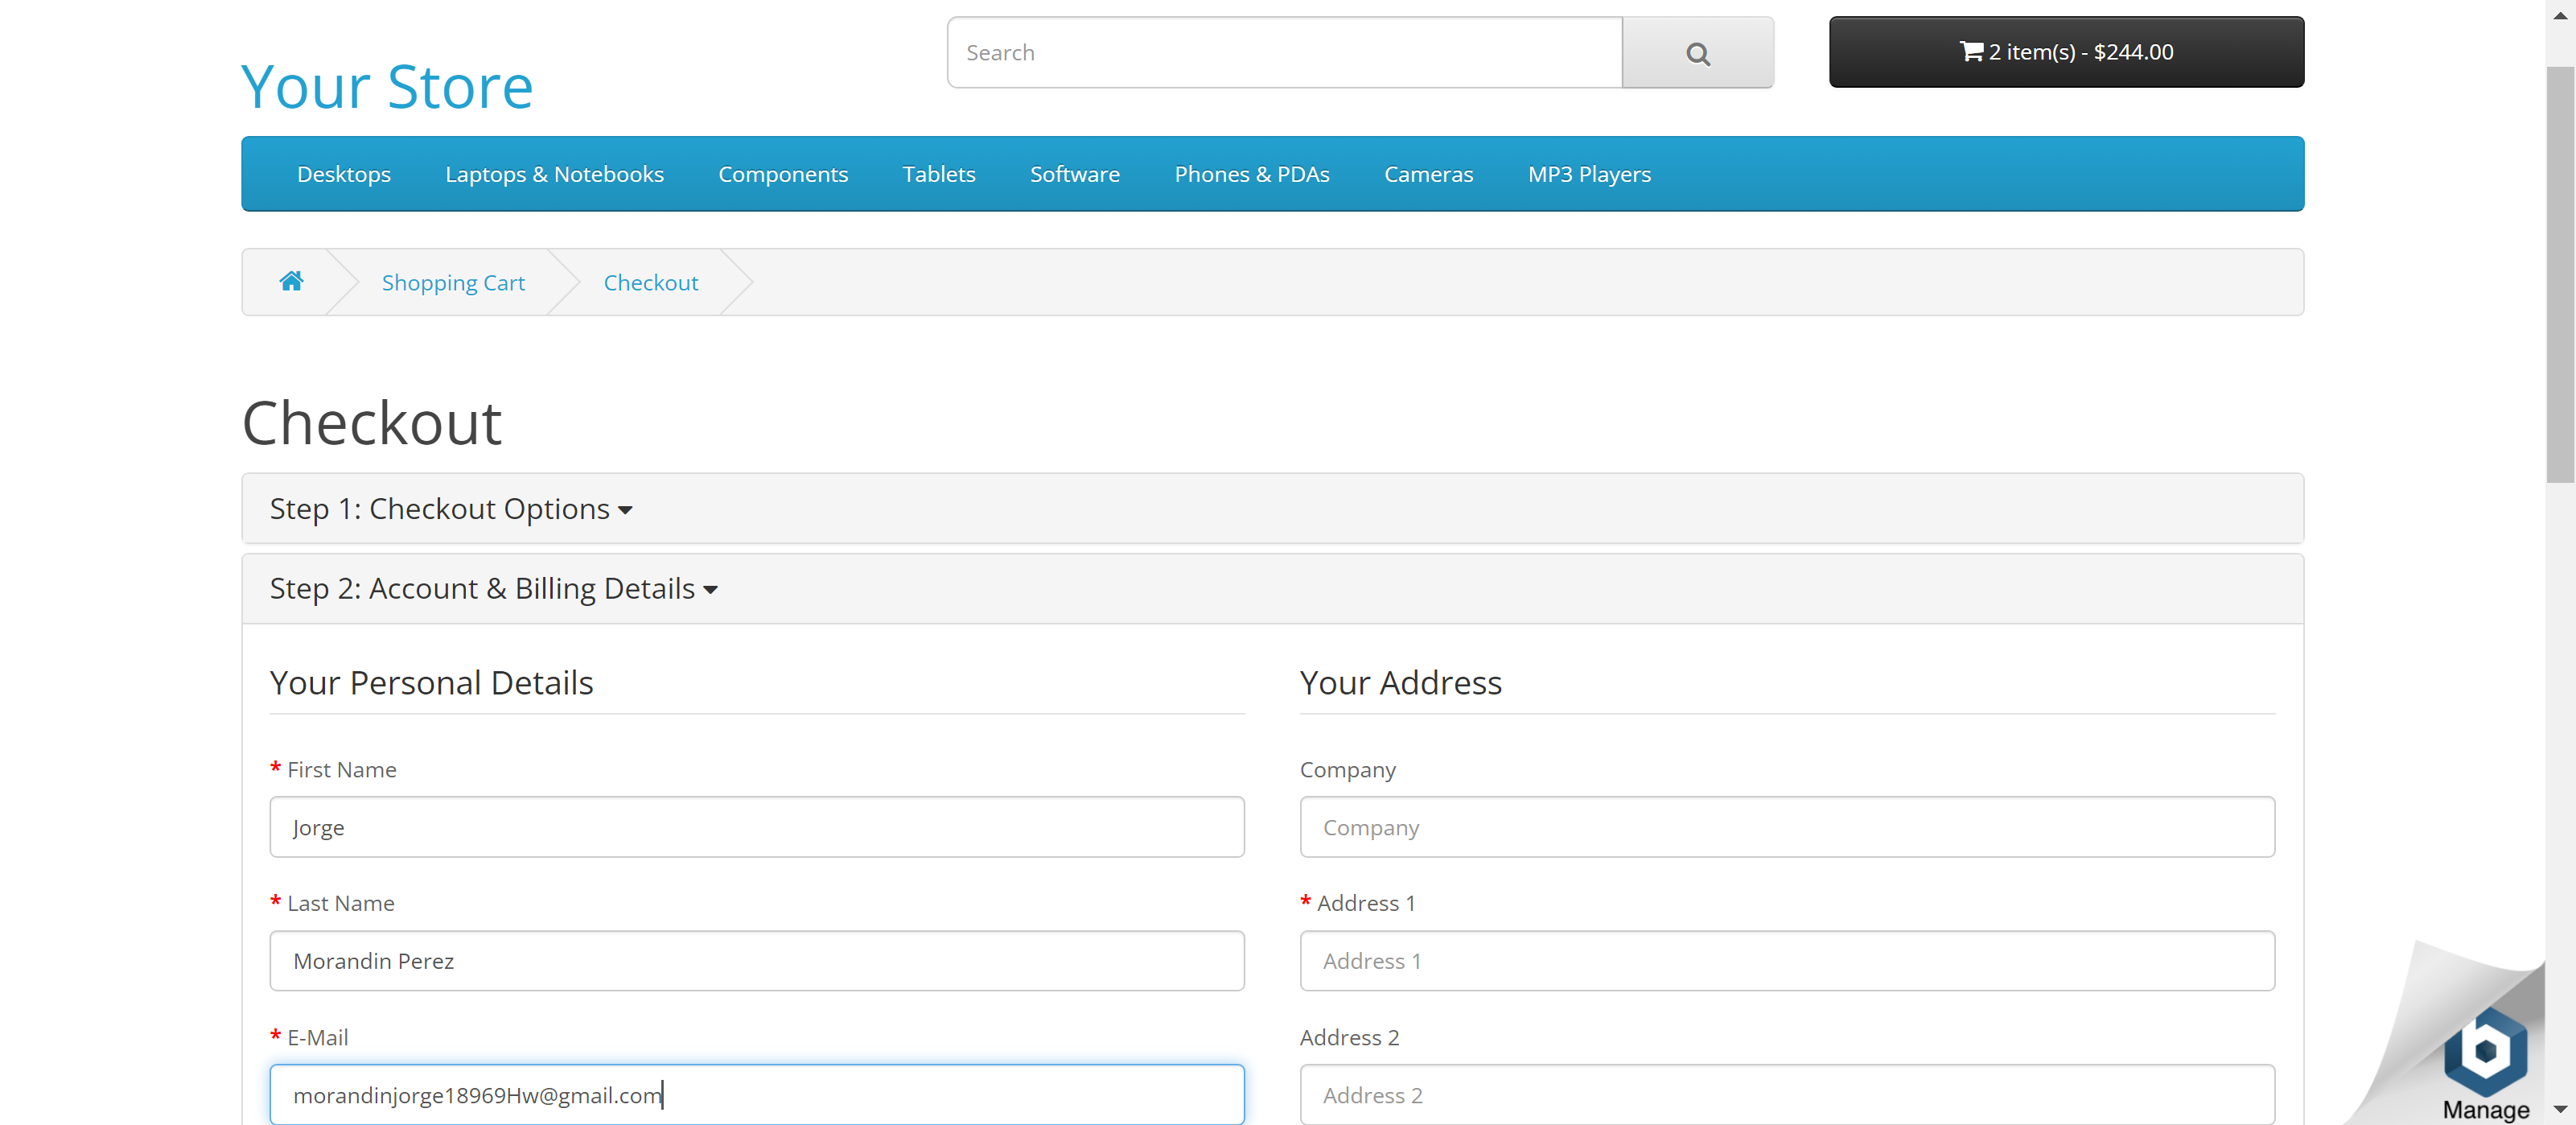 Your Store
Search
2 item(s) - $244.00
Desktops Laptops & Notebooks Components Tablets Software Phones & PDAs Cameras MP3 Players
Shopping Cart Checkout
Checkout
Step 1: Checkout Options
Step 2: Account & Billing Details
Your Personal Details
* First Name
Jorge
* Last Name
Morandin Perez
* E-Mail
morandinjorge18969Hw@gmail.com
Your Address
Company
Company
* Address 1
Address 1
Address 2
Address 2
Manage